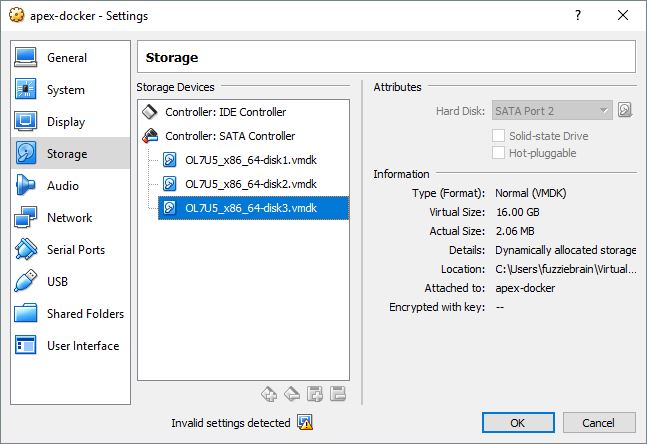 apex-docker - Settings
General
System
Display
Storage
Audio
Network
Serial Ports
USB
Shared Folders
User Interface
Storage
Storage Devices
Controller: IDE Controller
Controller: SATA Controller
OL7U5_x86_64-disk1.vmdk
OL7U5_x86_64-disk2.vmdk
OL7U5_x86_64-disk3.vmdk
Attributes
Hard Disk: SATA Port 2
Solid-state Drive
Hot-pluggable
Information
Type (Format): Normal (VMDK)
Virtual Size: 16.00 GB
Actual Size: 2.06 MB
Details: Dynamically allocated storage
Location: C:\Users\fuzziebrain\Virtual...
Attached to: apex-docker
Encrypted with key: --
Invalid settings detected
OK
Cancel